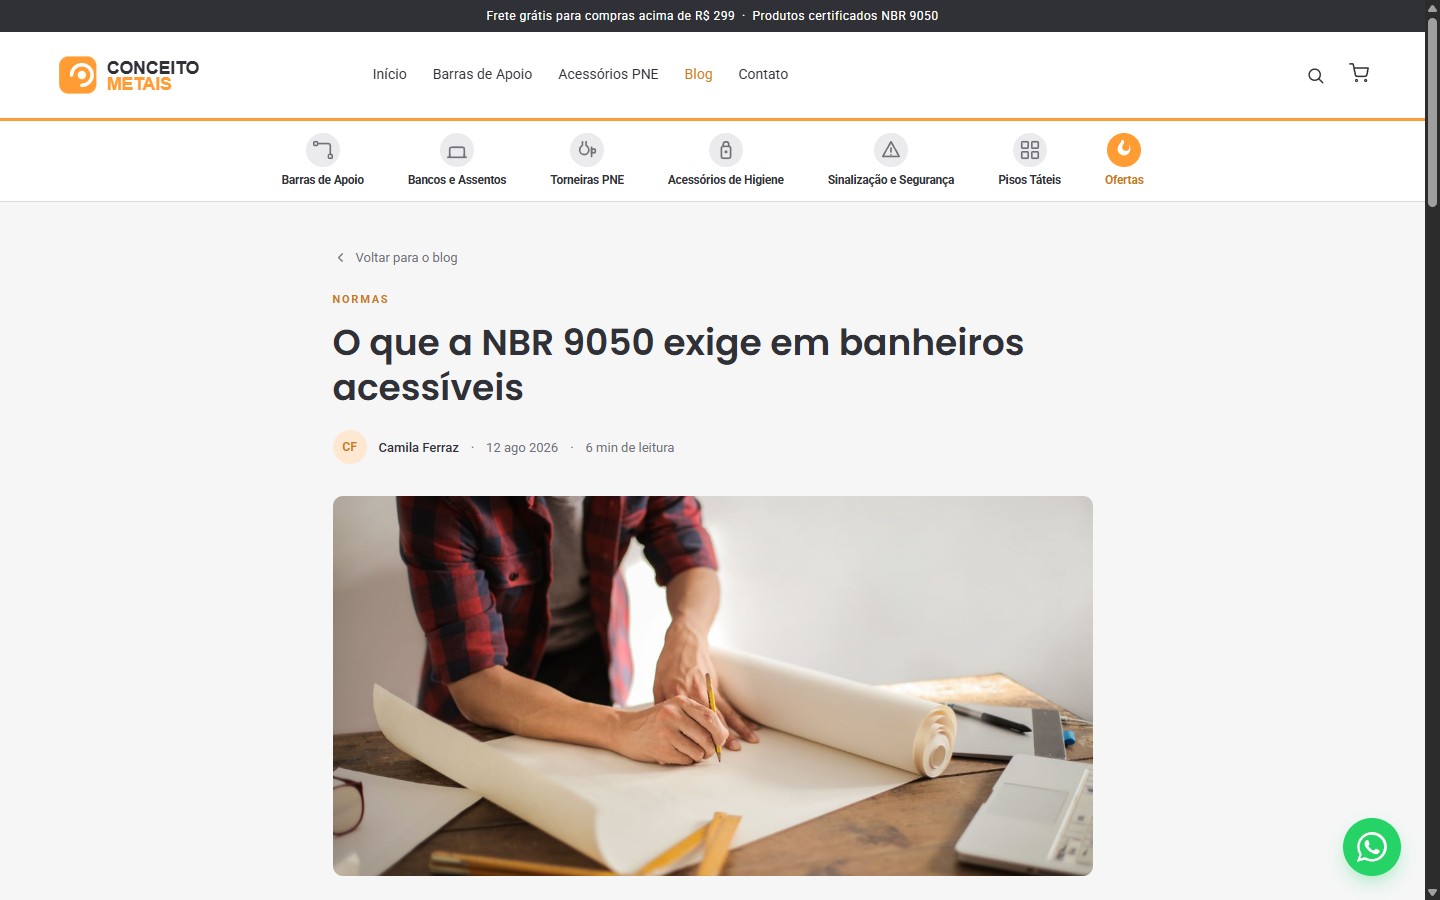 Frete grátis para compras acima de R$ 299 · Produtos certificados NBR 9050
CONCEITO
METAIS
Início
Barras de Apoio
Acessórios PNE
Blog
Contato
Barras de Apoio
Bancos e Assentos
Torneiras PNE
Acessórios de Higiene
Sinalização e Segurança
Pisos Táteis
Ofertas
Voltar para o blog
NORMAS
O que a NBR 9050 exige em banheiros
acessíveis
CF
Camila Ferraz · 12 ago 2026 · 6 min de leitura